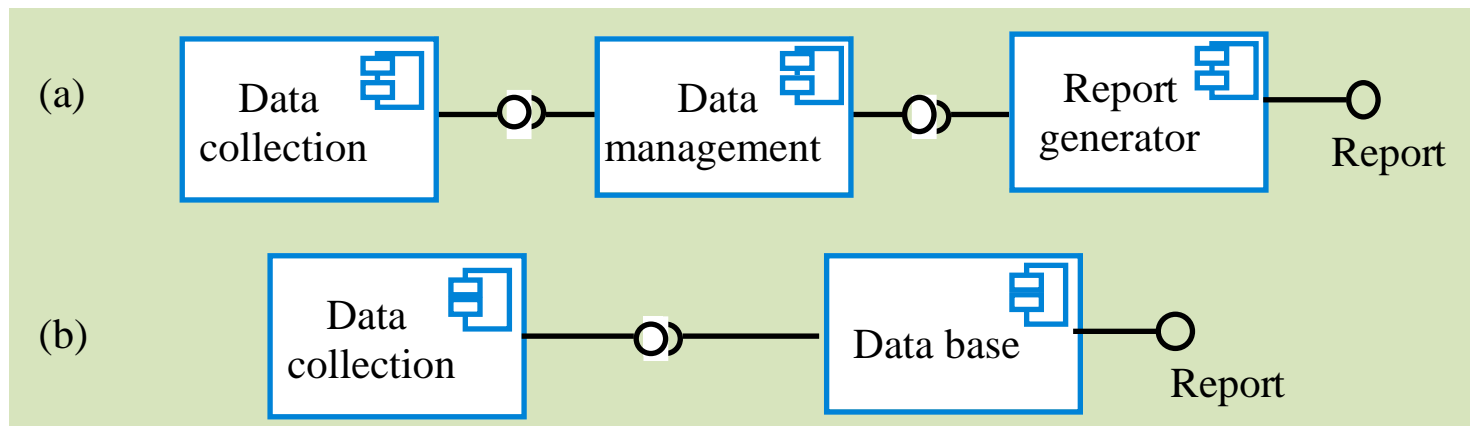 (a)
Data
collection
Data
management
Report
generator
Report
(b)
Data
collection
Data base
Report